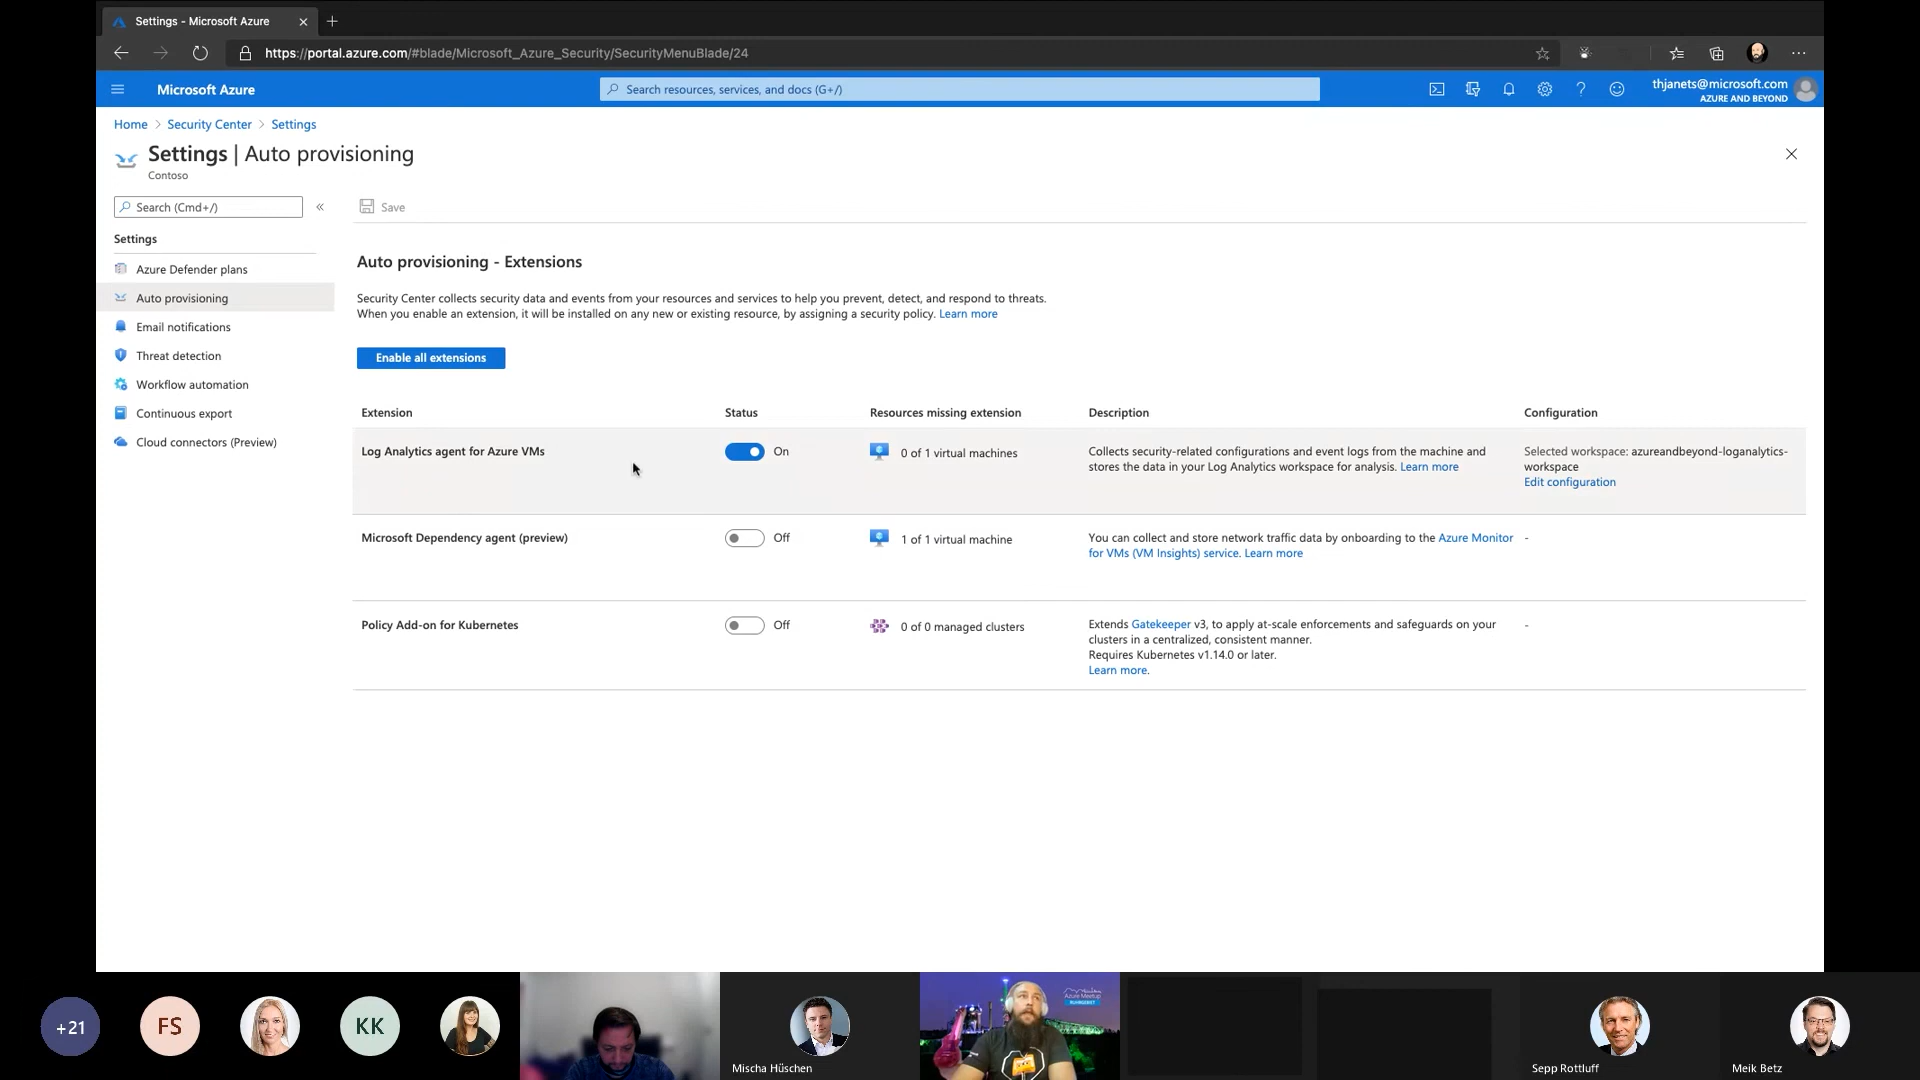 Settings - Microsoft Azure
https://portal.azure.com/#blade/Microsoft_Azure_Security/SecurityMenuBlade/24
Microsoft Azure
Search resources, services, and docs (G+/)
thjanets@microsoft.com
AZURE AND BEYOND
Home > Security Center > Settings
Settings | Auto provisioning
Contoso
Search (Cmd+/)
«
Save
Settings
Azure Defender plans
Auto provisioning
Email notifications
Threat detection
Workflow automation
Continuous export
Cloud connectors (Preview)
Auto provisioning - Extensions
Security Center collects security data and events from your resources and services to help you prevent, detect, and respond to threats.
When you enable an extension, it will be installed on any new or existing resource, by assigning a security policy. Learn more
Enable all extensions
Extension Status Resources missing extension Description Configuration
Log Analytics agent for Azure VMs
On
0 of 1 virtual machines
Collects security-related configurations and event logs from the machine and
stores the data in your Log Analytics workspace for analysis. Learn more
Selected workspace: azureandbeyond-loganalytics-
workspace
Edit configuration
Microsoft Dependency agent (preview)
Off
1 of 1 virtual machine
You can collect and store network traffic data by onboarding to the Azure Monitor
for VMs (VM Insights) service. Learn more
-
Policy Add-on for Kubernetes
Off
0 of 0 managed clusters
Extends Gatekeeper v3, to apply at-scale enforcements and safeguards on your
clusters in a centralized, consistent manner.
Requires Kubernetes v1.14.0 or later.
Learn more.
-
+21
FS
KK
Mischa Hüschen
Azure Meetup
RUHRGEBIET
Sepp Rottluff
Meik Betz